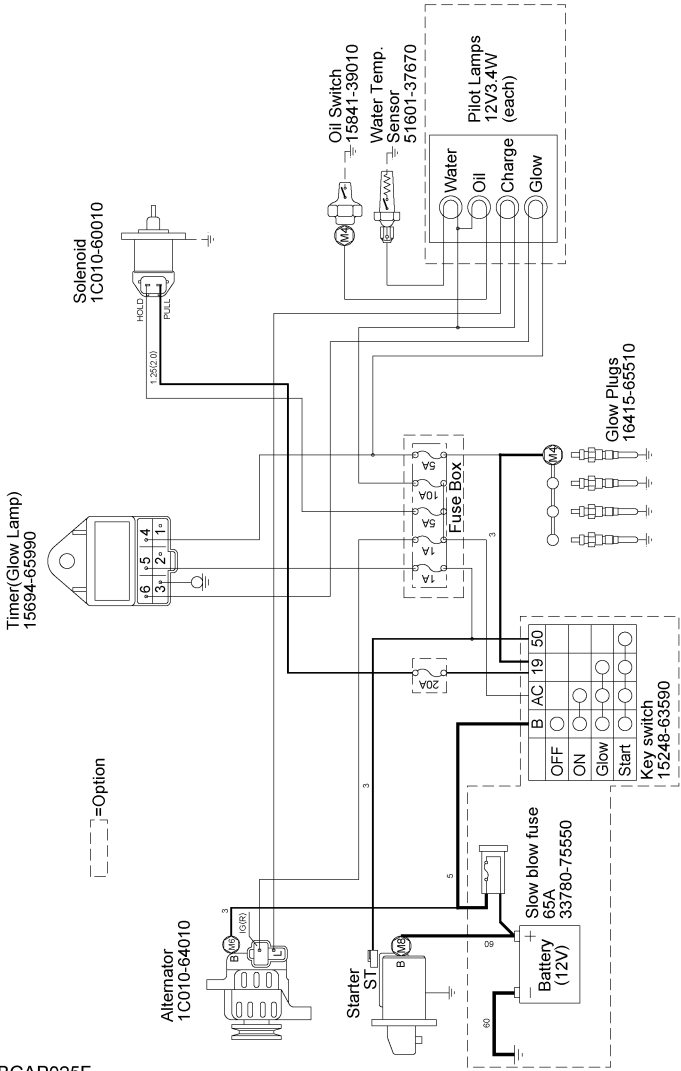 Timer(Glow Lamp)
15694-65990
6
5
4
3
2
1
Solenoid
1C010-60010
HOLD
PULL
1.25(2.0)
Oil Switch
15841-39010
M4
Water Temp.
Sensor
51601-37670
Pilot Lamps
12V3.4W
(each)
Water
Oil
Charge
Glow
=Option
5A
10A
5A
1A
1A
Fuse Box
20A
3
M4
Glow Plugs
16415-65510
Alternator
1C010-64010
M6
B
3
IG(R)
L
Starter
ST
M8
B
3
5
60
60
Slow blow fuse
65A
33780-75550
Battery
(12V)
+
−
B
AC
19
50
OFF
ON
Glow
Start
Key switch
15248-63590